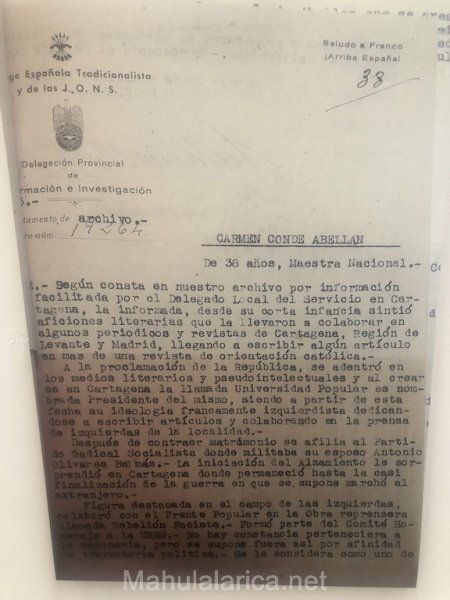 Saludo a Franco
¡Arriba España!
38
ge Española Tradicionalista
y de las J.O.N.S.
Delegación Provincial
de
rmación e Investigación
tamento de archivo.-
ro núm. 19264.
CARMEN CONDE ABELLAN
De 38 años, Maestra Nacional.-
.- Según consta en nuestro archivo por información
facilitada por el Delegado Local del Servicio en Car-
tagena, la informada, desde su corta infancia sintió
aficiones literarias que la llevaron a colaborar en
algunos periodicos y revistas de Cartagena, Región de
Levante y Madrid, llegando a escribir algún artículo
en mas de una revista de orientación católica.-
A la proclamación de la República, se adentró en
los medios literarios y pseudointelectuales y al crear
se en Cartagena la llamada Universidad Popular es nom-
breda Presidente del mismo, siendo a partir de esta
fecha su ideología francamente izquierdista dedican-
dose a escribir artículos y colaborando en la prensa
de izquierdas de la localidad.-
Después de contraer matrimonio se afilia al Parti-
do Radical Socialista donde militaba su esposo Antonio
Olivares Belmás.- La iniciación del Alzamiento le sor-
prendió en Cartagena donde permaneció hasta la casi
finalización de la guerra en que se supone marchó al
extranjero.-
Figura destacada en el campo de las izquierdas,
colaboró con el Frente Popular en la Obra reprensera
llamada Rebelión Facista.- Formó parte del Comité Ho-
menaje a la URSS.- No hay constancia perteneciera a
la masonería, pero se supone fuera así por afinidad
a trayectoria política.- Se le considera como uno de
Mahulalarica.net